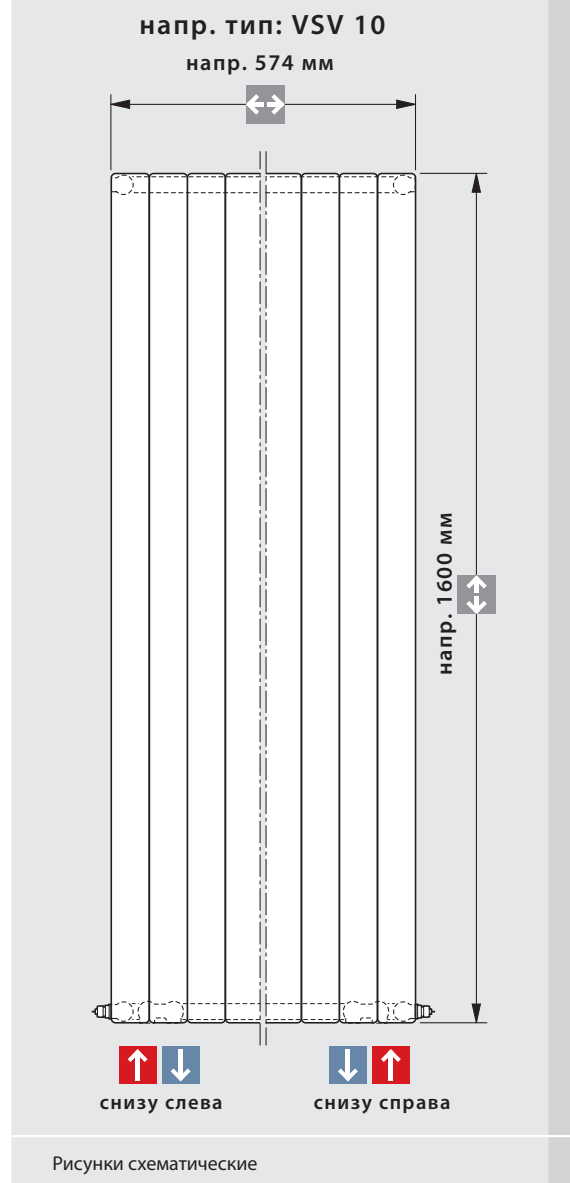 напр. тип: VSV 10
напр. 574 мм
напр. 1600 мм
снизу слева
снизу справа
Рисунки схематические